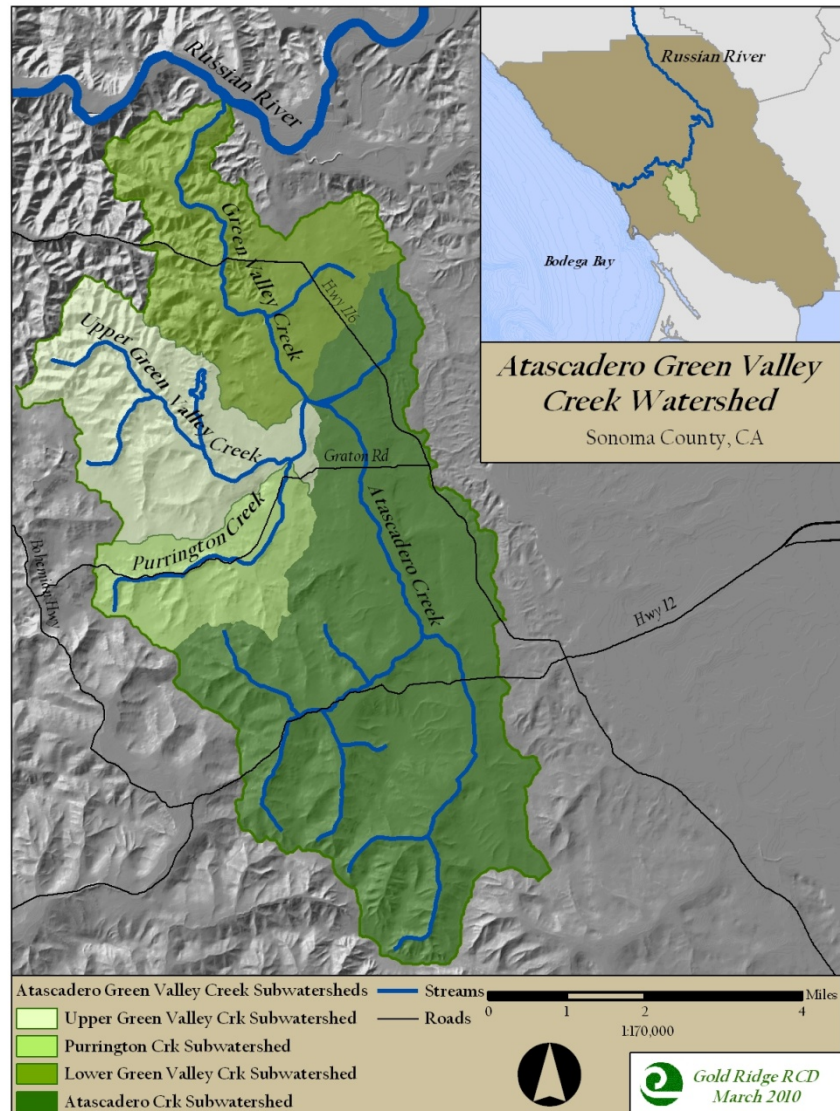 Russian River
Russian River
Bodega Bay
Atascadero Green Valley
Creek Watershed
Sonoma County, CA
Green Valley Creek
Hwy 116
Upper Green Valley Creek
Graton Rd
Purrington Creek
Atascadero Creek
Bohemian Hwy
Hwy 12
Atascadero Green Valley Creek Subwatersheds
Upper Green Valley Crk Subwatershed
Purrington Crk Subwatershed
Lower Green Valley Crk Subwatershed
Atascadero Crk Subwatershed
Streams
Roads
0 1 2 4 Miles
1:170,000
Gold Ridge RCD
March 2010